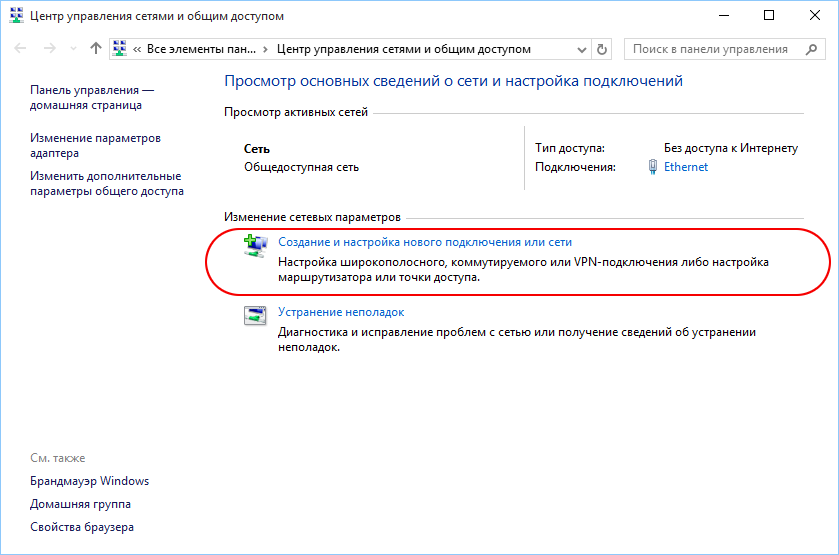 Центр управления сетями и общим доступом
« Все элементы пан... > Центр управления сетями и общим доступом
Поиск в панели управления
Панель управления —
домашняя страница
Изменение параметров
адаптера
Изменить дополнительные
параметры общего доступа
Просмотр основных сведений о сети и настройка подключений
Просмотр активных сетей
Сеть
Общедоступная сеть
Тип доступа: Без доступа к Интернету
Подключения: Ethernet
Изменение сетевых параметров
Создание и настройка нового подключения или сети
Настройка широкополосного, коммутируемого или VPN-подключения либо настройка
маршрутизатора или точки доступа.
Устранение неполадок
Диагностика и исправление проблем с сетью или получение сведений об устранении
неполадок.
См. также
Брандмауэр Windows
Домашняя группа
Свойства браузера